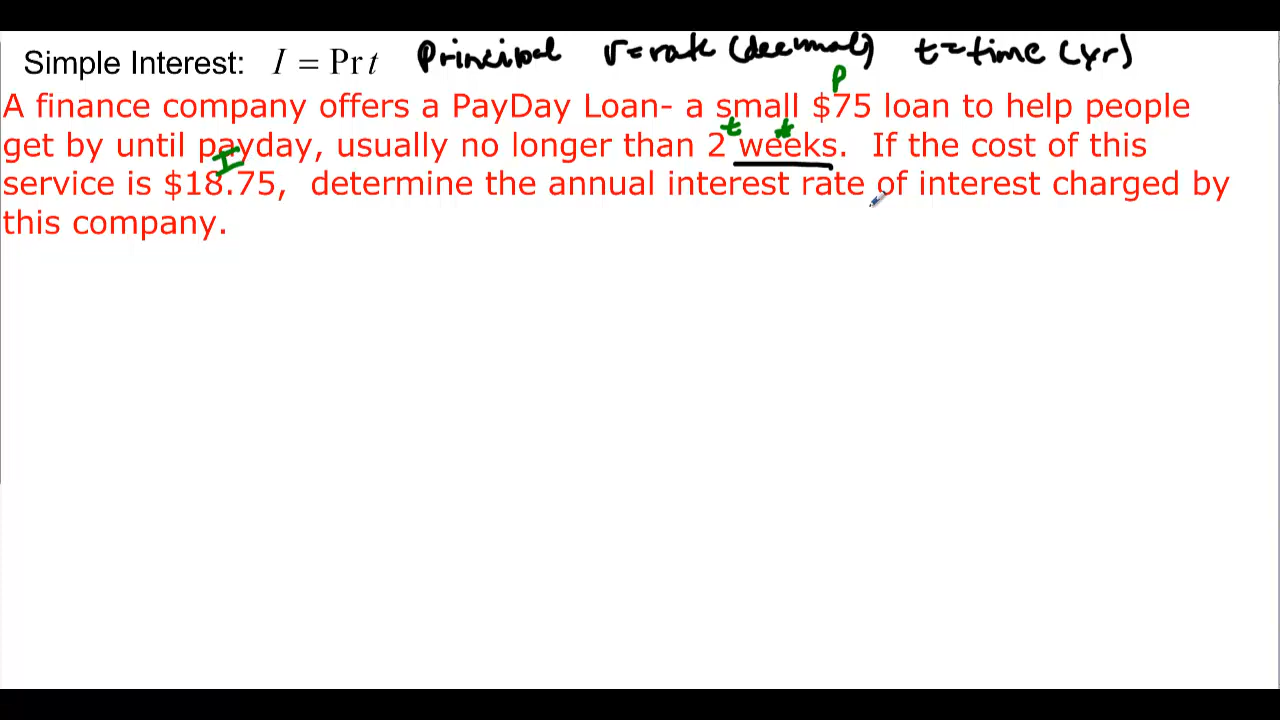 Simple Interest: I = Pr t Principal r=rate (decimal) t=time (yr)
P
A finance company offers a PayDay Loan- a small $75 loan to help people
t *
get by until payday, usually no longer than 2 weeks. If the cost of this
I
service is $18.75, determine the annual interest rate of interest charged by
this company.